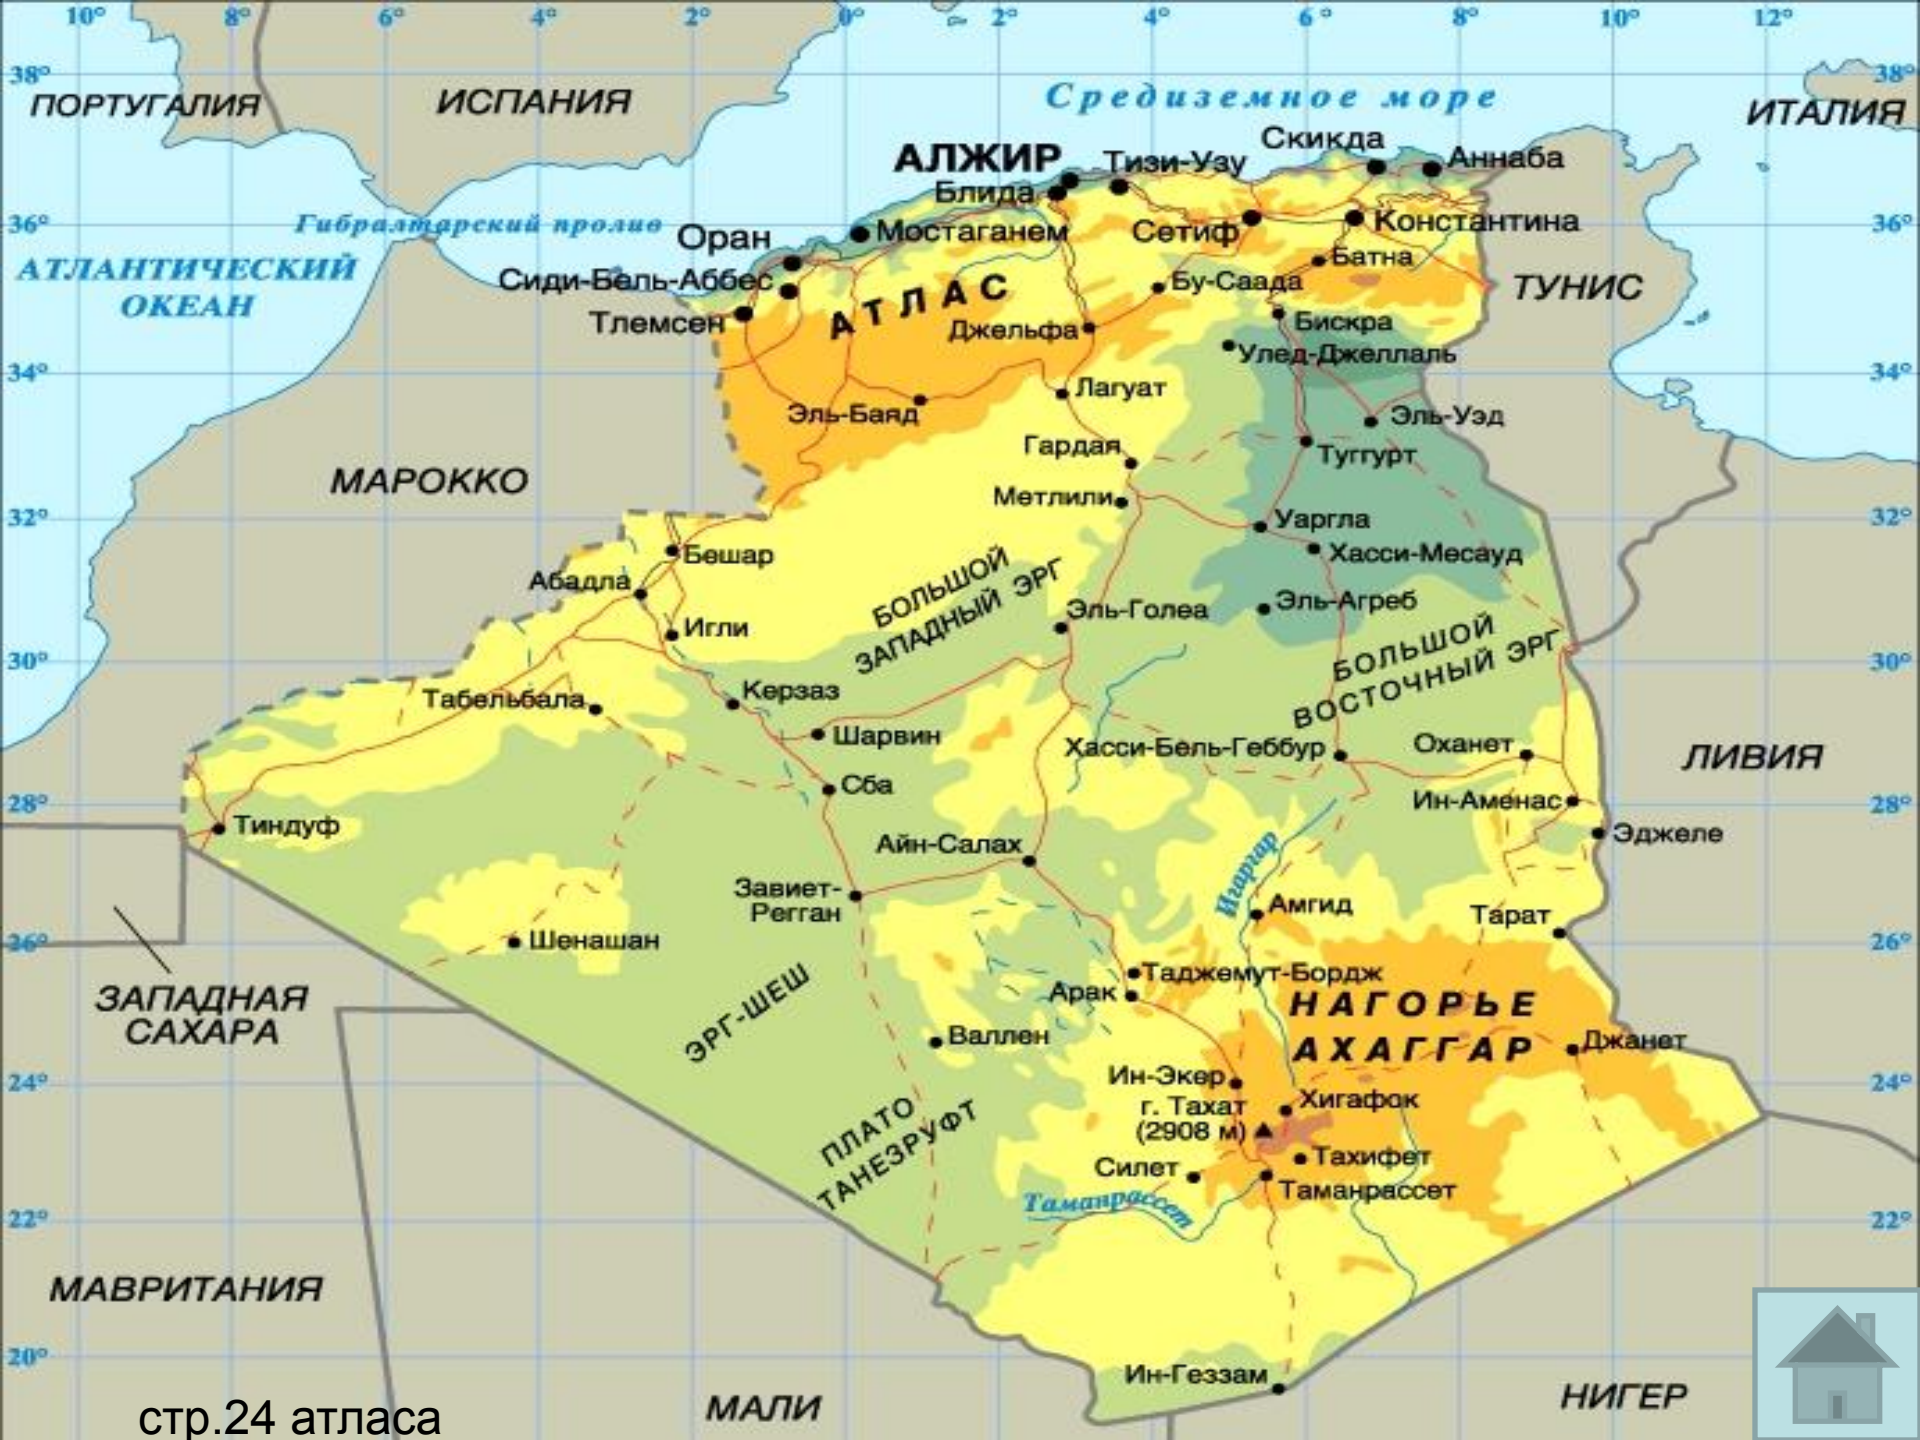 10° 8° 6° 4° 2° 0° 2° 4° 6° 8° 10° 12°
38° 38°
ПОРТУГАЛИЯ
ИСПАНИЯ
Средиземное море
ИТАЛИЯ
АЛЖИР
Тизи-Узу
Скикда
Аннаба
Блида
36° 36°
Гибралтарский пролив
Оран
Мостаганем
Сетиф
Константина
АТЛАНТИЧЕСКИЙ
ОКЕАН
Сиди-Бель-Аббес
Батна
Бу-Саада
ТУНИС
АТЛАС
Тлемсен
Джельфа
Бискра
Улед-Джеллаль
34° 34°
Лагуат
Эль-Баяд
Эль-Уэд
Гардая
Туггурт
МАРОККО
Метлили
32° 32°
Уаргла
Бешар
Хасси-Месауд
Абадла
БОЛЬШОЙ
ЗАПАДНЫЙ ЭРГ
Эль-Голеа
Эль-Агреб
Игли
БОЛЬШОЙ
ВОСТОЧНЫЙ ЭРГ
30° 30°
Табельбала
Керзаз
Шарвин
Хасси-Бель-Геббур
Оханет
ЛИВИЯ
Сба
28° 28°
Ин-Аменас
Тиндуф
Эджеле
Айн-Салах
Игаргар
Завиет-
Регган
Амгид
Тарат
26° 26°
Шенашан
Таджемут-Бордж
Арак
ЗАПАДНАЯ
САХАРА
ЭРГ-ШЕШ
НАГОРЬЕ
АХАГГАР
Валлен
Джанет
24° 24°
Ин-Экер
г. Тахат
(2908 м)
Хигафок
ПЛАТО
ТАНЕЗРУФТ
Тахифет
Силет
Таманрассет
Таманрассет
22° 22°
МАВРИТАНИЯ
20°
Ин-Геззам
МАЛИ
НИГЕР
стр.24 атласа